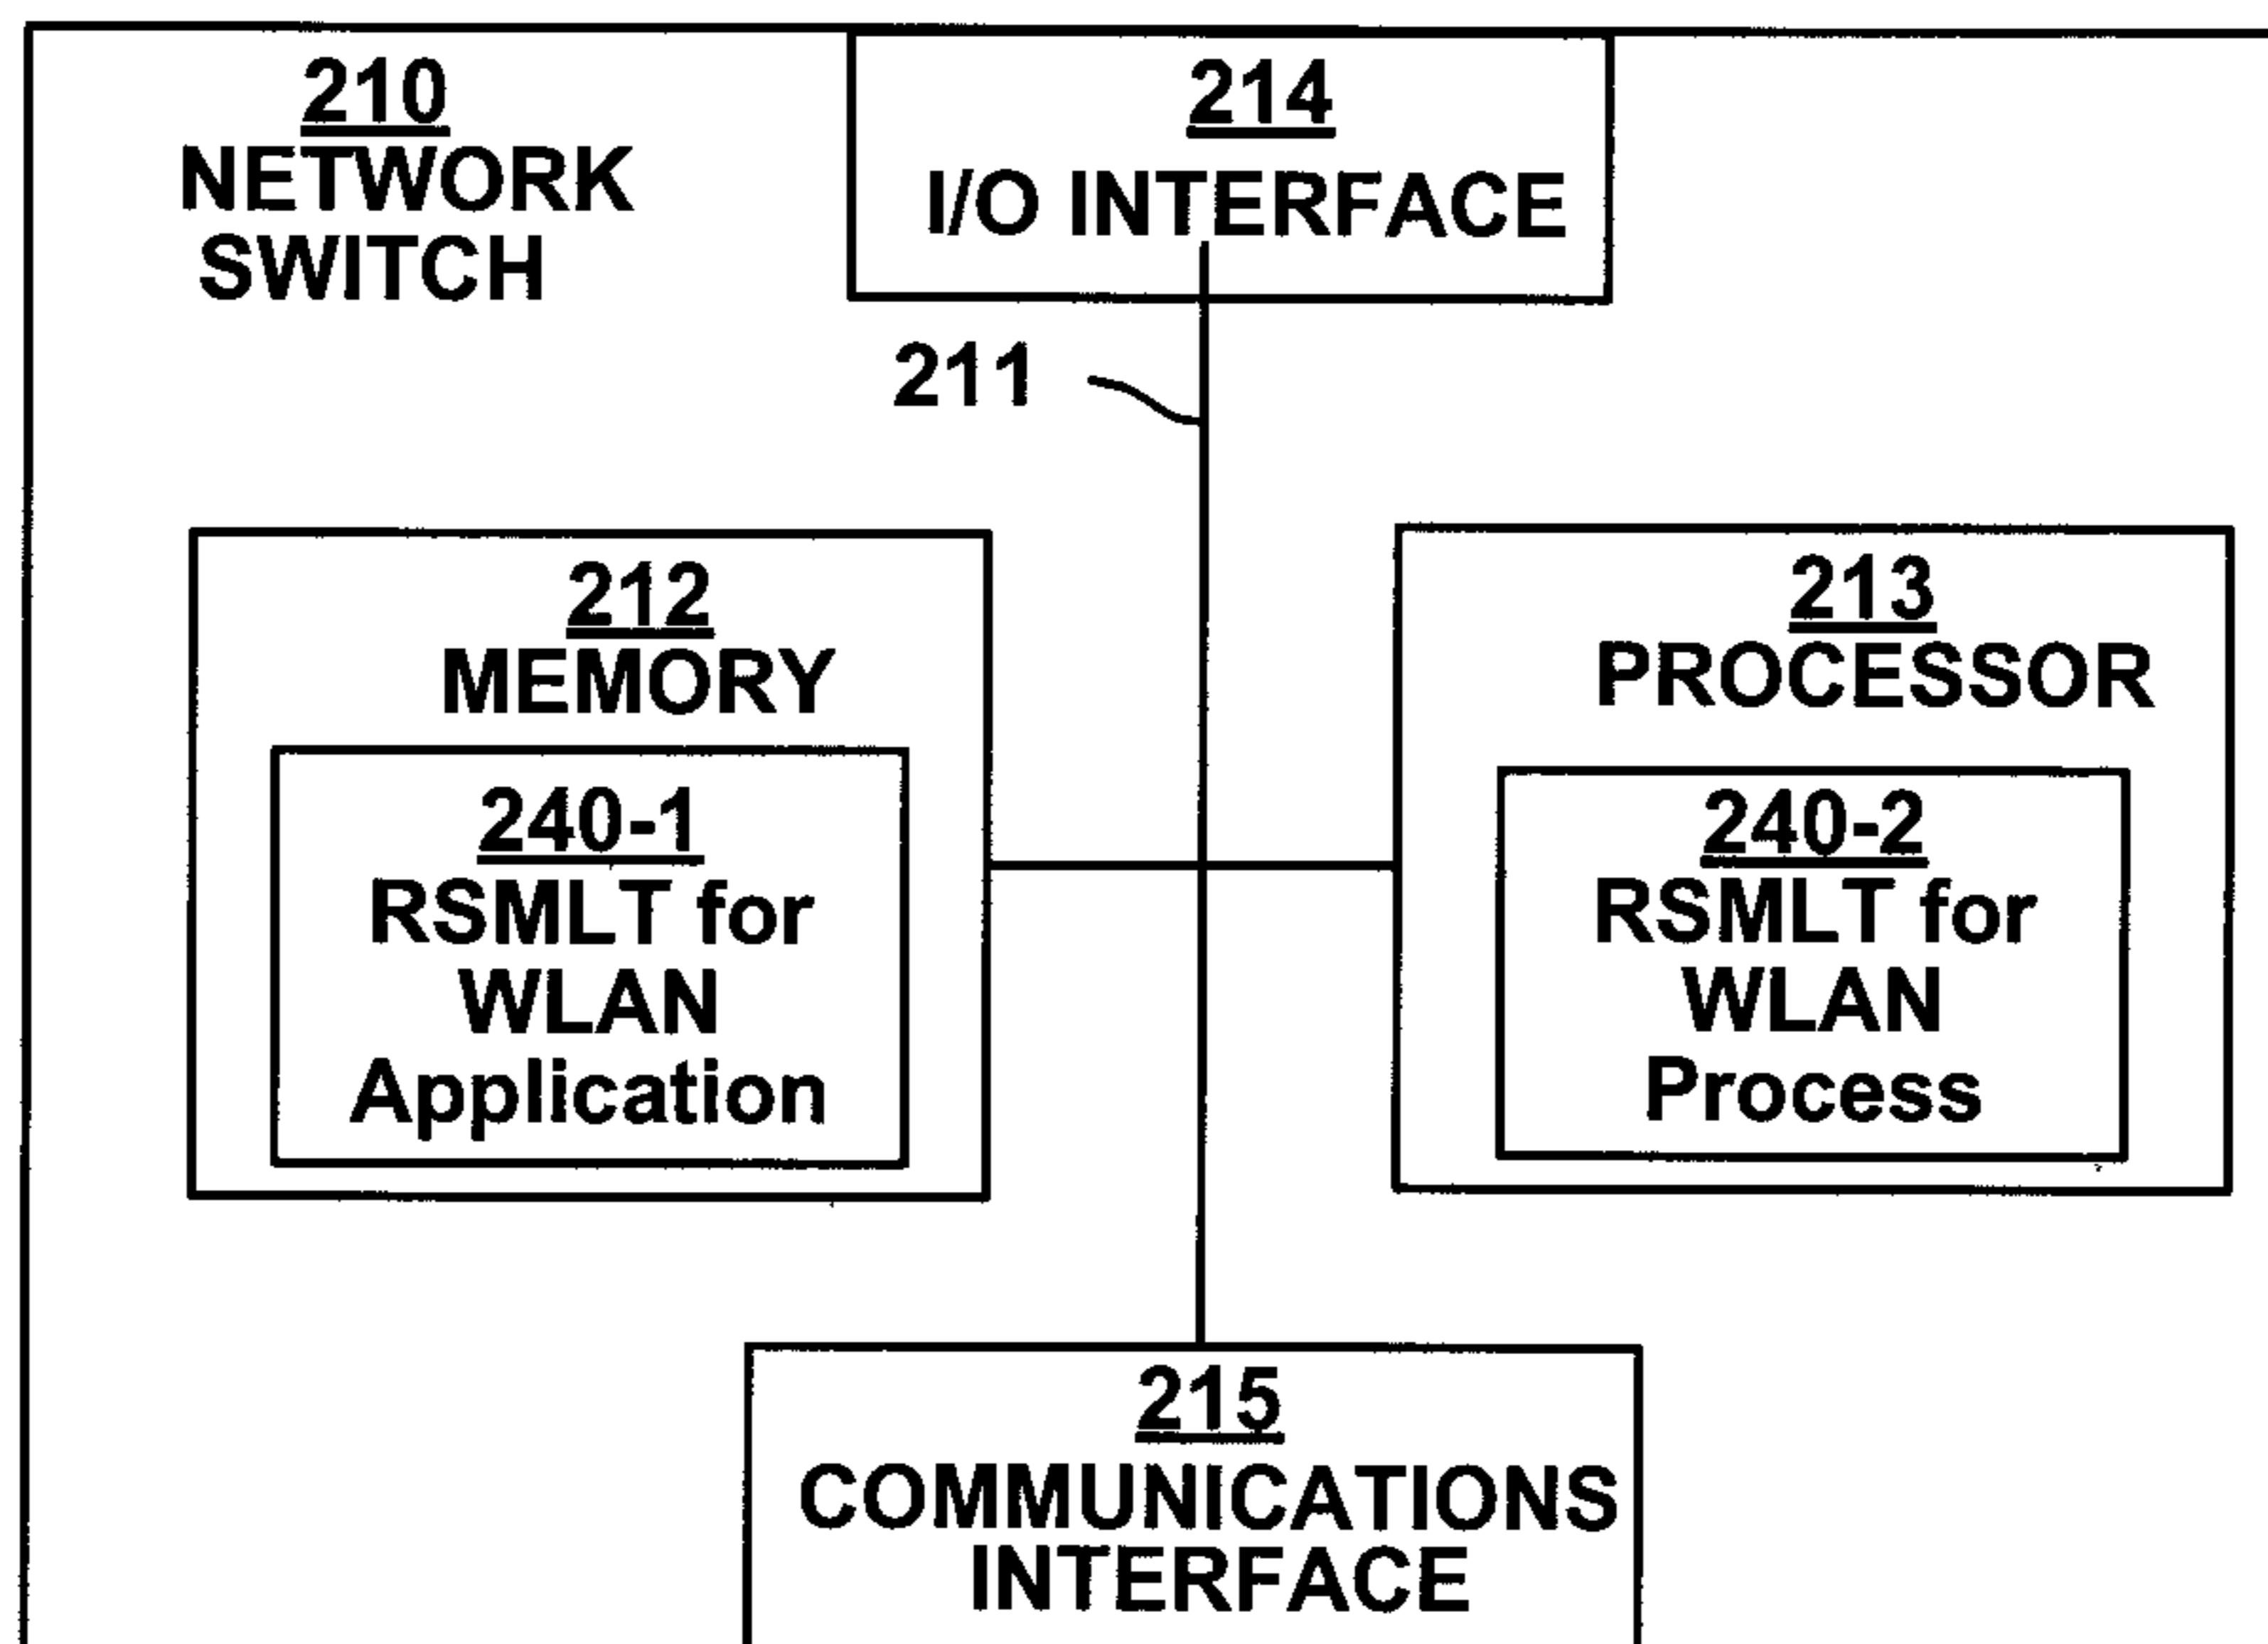 210
NETWORK
SWITCH
214
I/O INTERFACE
211
212
MEMORY
240-1
RSMLT for
WLAN
Application
213
PROCESSOR
240-2
RSMLT for
WLAN
Process
215
COMMUNICATIONS
INTERFACE